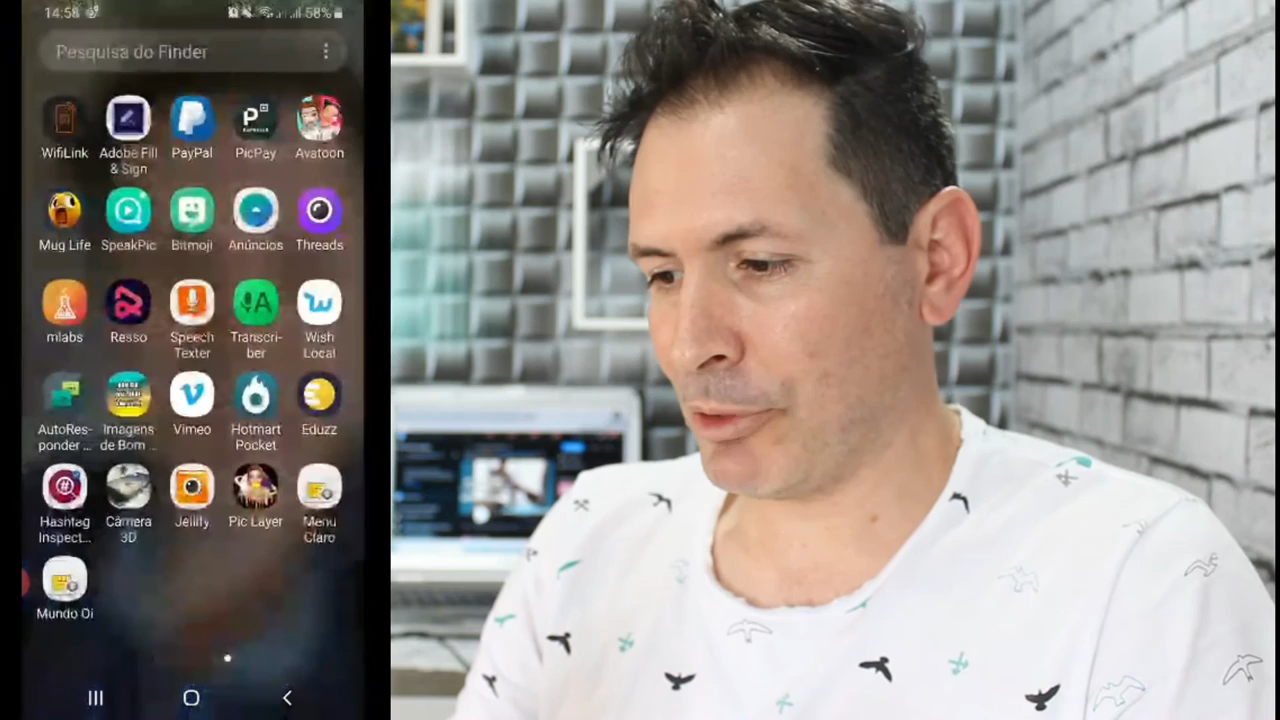 14:58
58%
Pesquisa do Finder
WifiLink
Adobe Fill
& Sign
PayPal
PicPay
Avatoon
Mug Life
SpeakPic
Bitmoji
Anúncios
Threads
mlabs
Resso
Speech
Texter
Transcri-
ber
Wish
Local
AutoRes-
ponder ...
Imagens
de Bom ...
Vimeo
Hotmart
Pocket
Eduzz
Hashtag
Inspect...
Câmera
3D
Jellify
Pic Layer
Menu
Claro
Mundo Oi